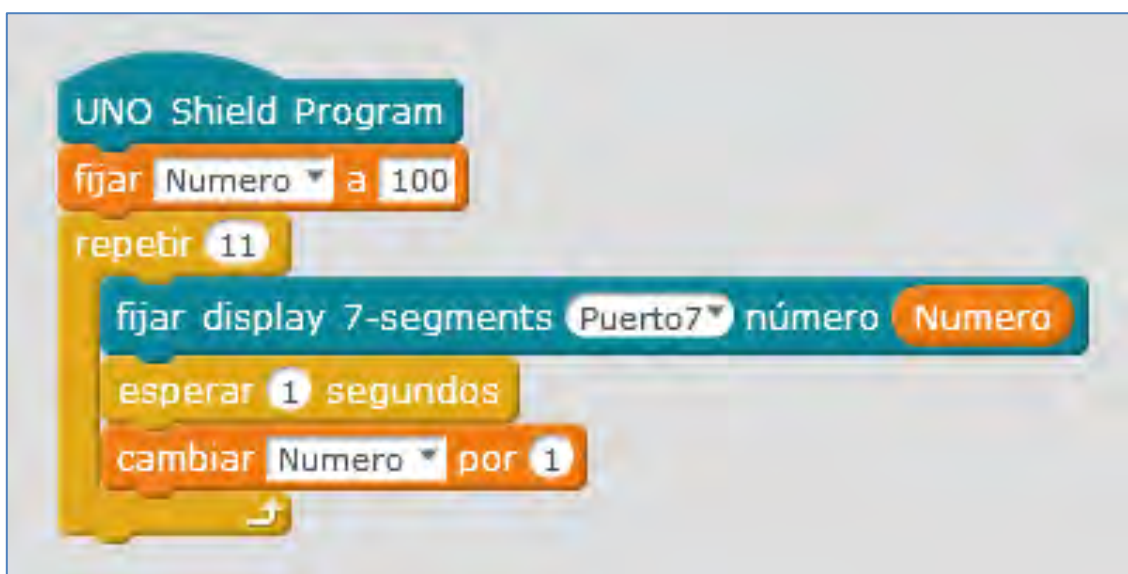 UNO Shield Program
fijar Numero a 100
repetir 11
fijar display 7-segments Puerto7 número Numero
esperar 1 segundos
cambiar Numero por 1